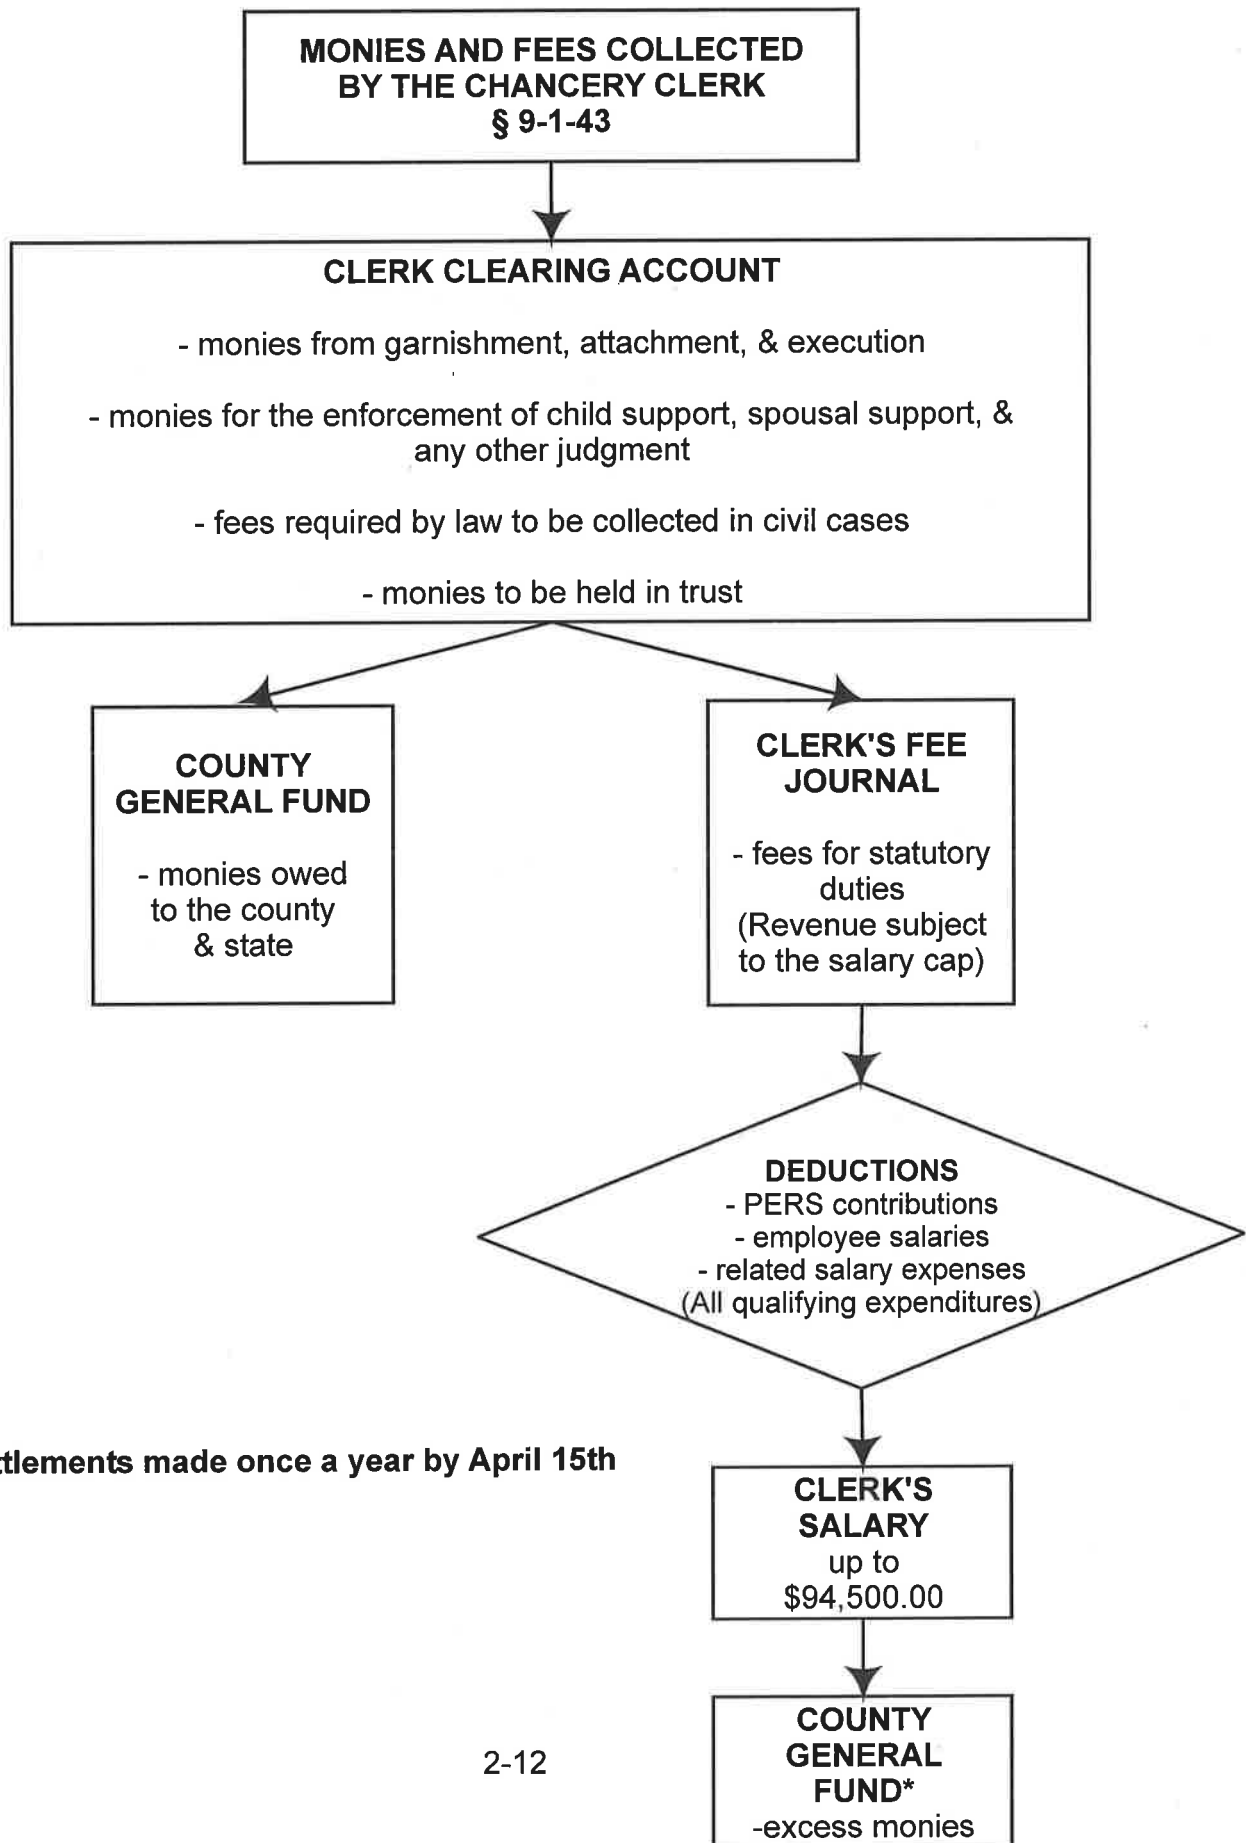 MONIES AND FEES COLLECTED
BY THE CHANCERY CLERK
§ 9-1-43
CLERK CLEARING ACCOUNT
- monies from garnishment, attachment, & execution
- monies for the enforcement of child support, spousal support, &
any other judgment
- fees required by law to be collected in civil cases
- monies to be held in trust
COUNTY
GENERAL FUND
- monies owed
to the county
& state
CLERK'S FEE
JOURNAL
- fees for statutory
duties
(Revenue subject
to the salary cap)
DEDUCTIONS
- PERS contributions
- employee salaries
- related salary expenses
(All qualifying expenditures)
ttlements made once a year by April 15th
CLERK'S
SALARY
up to
$94,500.00
COUNTY
GENERAL
FUND*
-excess monies
2-12